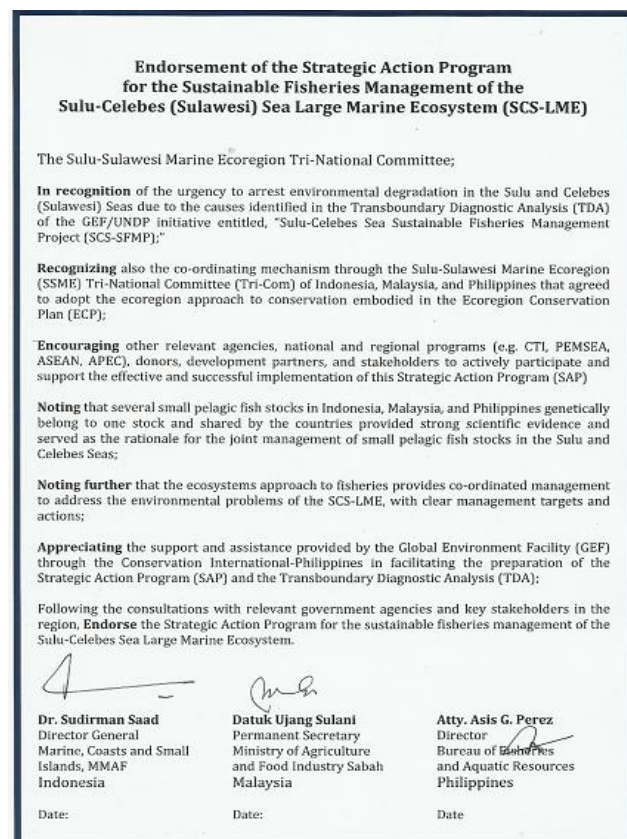 Endorsement of the Strategic Action Program
for the Sustainable Fisheries Management of the
Sulu-Celebes (Sulawesi) Sea Large Marine Ecosystem (SCS-LME)
The Sulu-Sulawesi Marine Ecoregion Tri-National Committee;
In recognition of the urgency to arrest environmental degradation in the Sulu and Celebes
(Sulawesi) Seas due to the causes identified in the Transboundary Diagnostic Analysis (TDA)
of the GEF/UNDP initiative entitled, "Sulu-Celebes Sea Sustainable Fisheries Management
Project (SCS-SFMP);"
Recognizing also the co-ordinating mechanism through the Sulu-Sulawesi Marine Ecoregion
(SSME) Tri-National Committee (Tri-Com) of Indonesia, Malaysia, and Philippines that agreed
to adopt the ecoregion approach to conservation embodied in the Ecoregion Conservation
Plan (ECP);
Encouraging other relevant agencies, national and regional programs (e.g. CTI, PEMSEA,
ASEAN, APEC), donors, development partners, and stakeholders to actively participate and
support the effective and successful implementation of this Strategic Action Program (SAP)
Noting that several small pelagic fish stocks in Indonesia, Malaysia, and Philippines genetically
belong to one stock and shared by the countries provided strong scientific evidence and
served as the rationale for the joint management of small pelagic fish stocks in the Sulu and
Celebes Seas;
Noting further that the ecosystems approach to fisheries provides co-ordinated management
to address the environmental problems of the SCS-LME, with clear management targets and
actions;
Appreciating the support and assistance provided by the Global Environment Facility (GEF)
through the Conservation International-Philippines in facilitating the preparation of the
Strategic Action Program (SAP) and the Transboundary Diagnostic Analysis (TDA);
Following the consultations with relevant government agencies and key stakeholders in the
region, Endorse the Strategic Action Program for the sustainable fisheries management of the
Sulu-Celebes Sea Large Marine Ecosystem.
Dr. Sudirman Saad
Director General
Marine, Coasts and Small
Islands, MMAF
Indonesia
Date:
Datuk Ujang Sulani
Permanent Secretary
Ministry of Agriculture
and Food Industry Sabah
Malaysia
Date:
Atty. Asis G. Perez
Director
Bureau of Fisheries
and Aquatic Resources
Philippines
Date